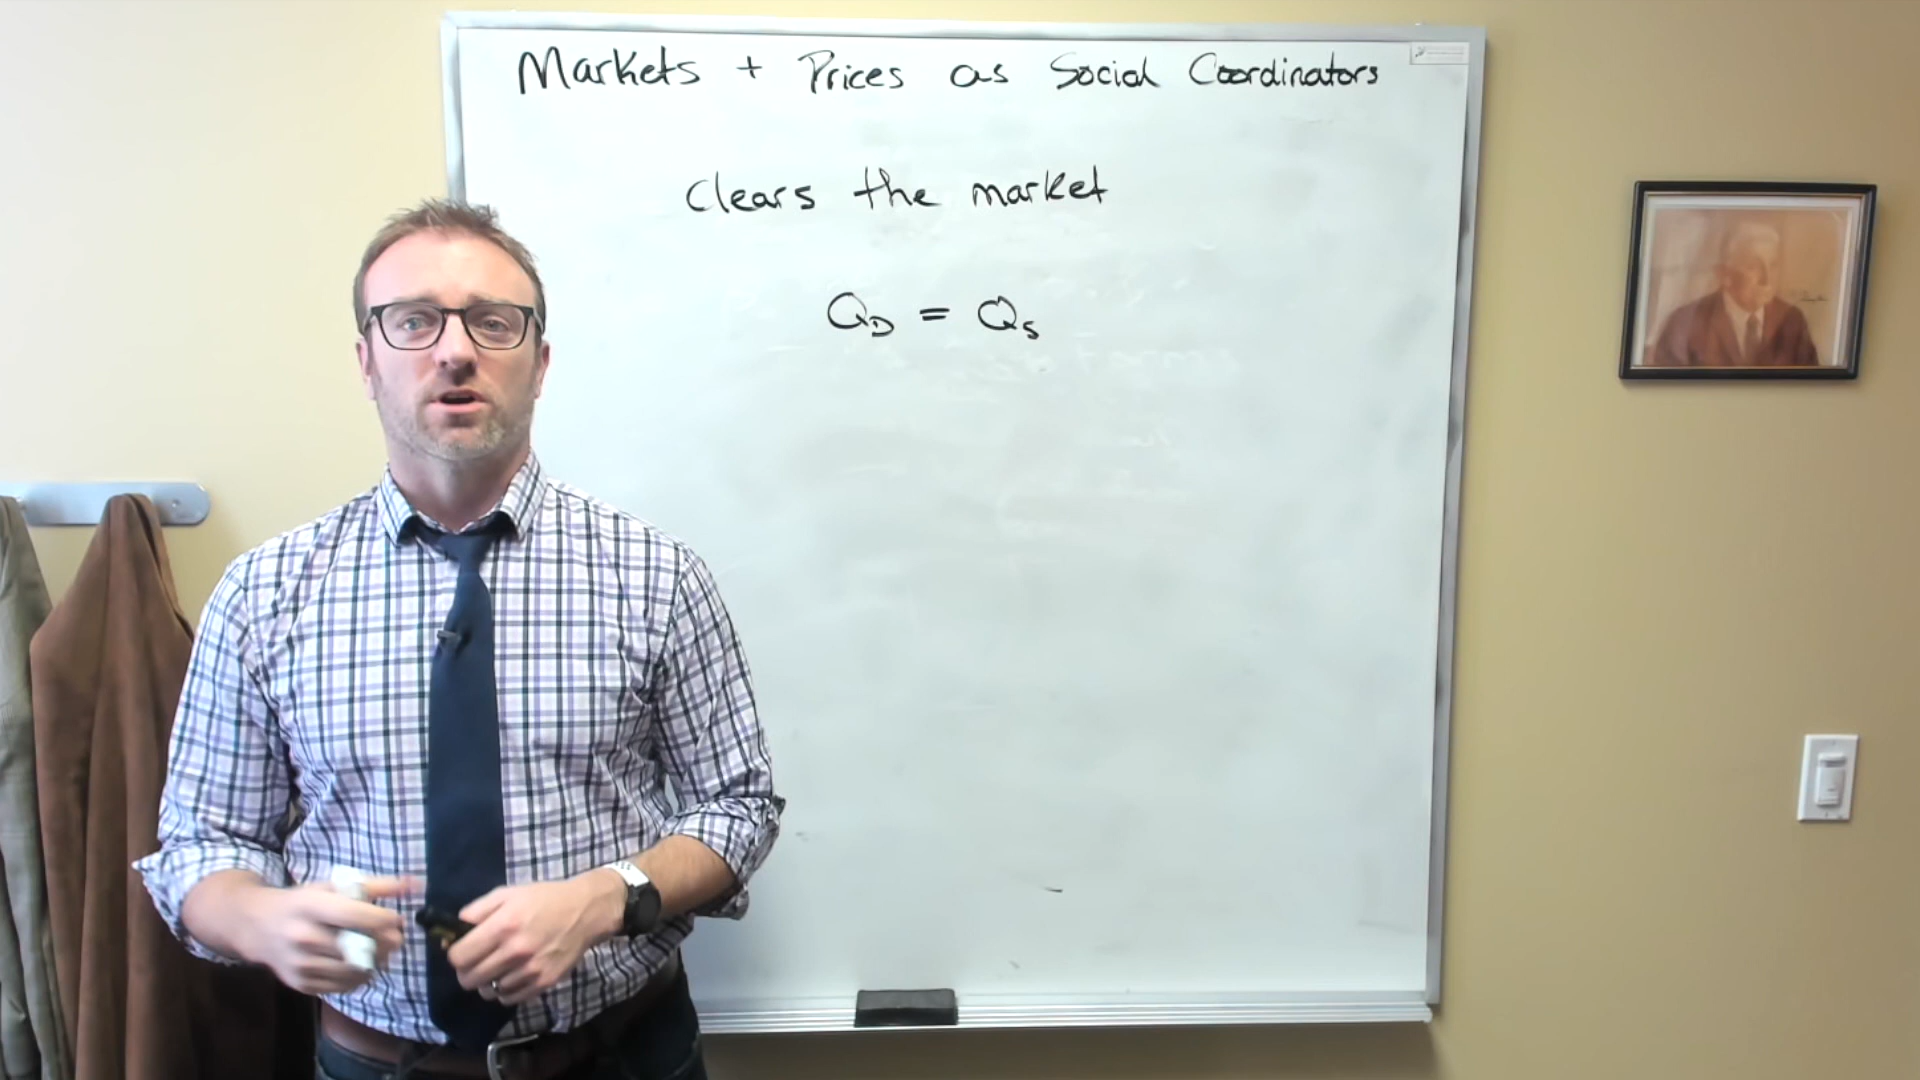 Markets + Prices as Social Coordinators
Clears the market
QD = QS